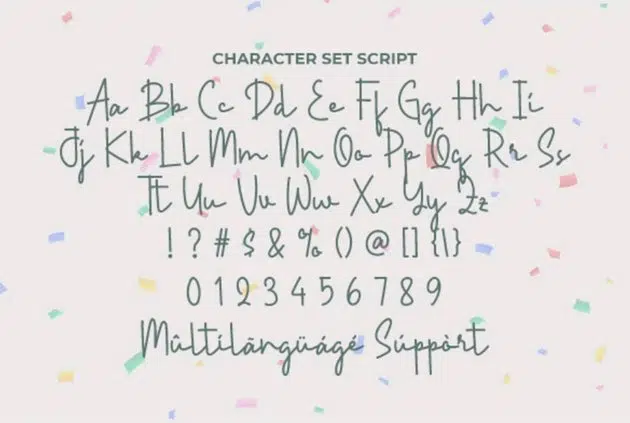 CHARACTER SET SCRIPT
Aa Bb Cc Dd Ee Ff Gg Hh Ii
Jj Kk Ll Mm Nn Oo Pp Qq Rr Ss
Tt Uu Vv Ww Xx Yy Zz
! ? # $ & % () @ [] {|}
0 1 2 3 4 5 6 7 8 9
Mûltílãngüágé Súppòrt